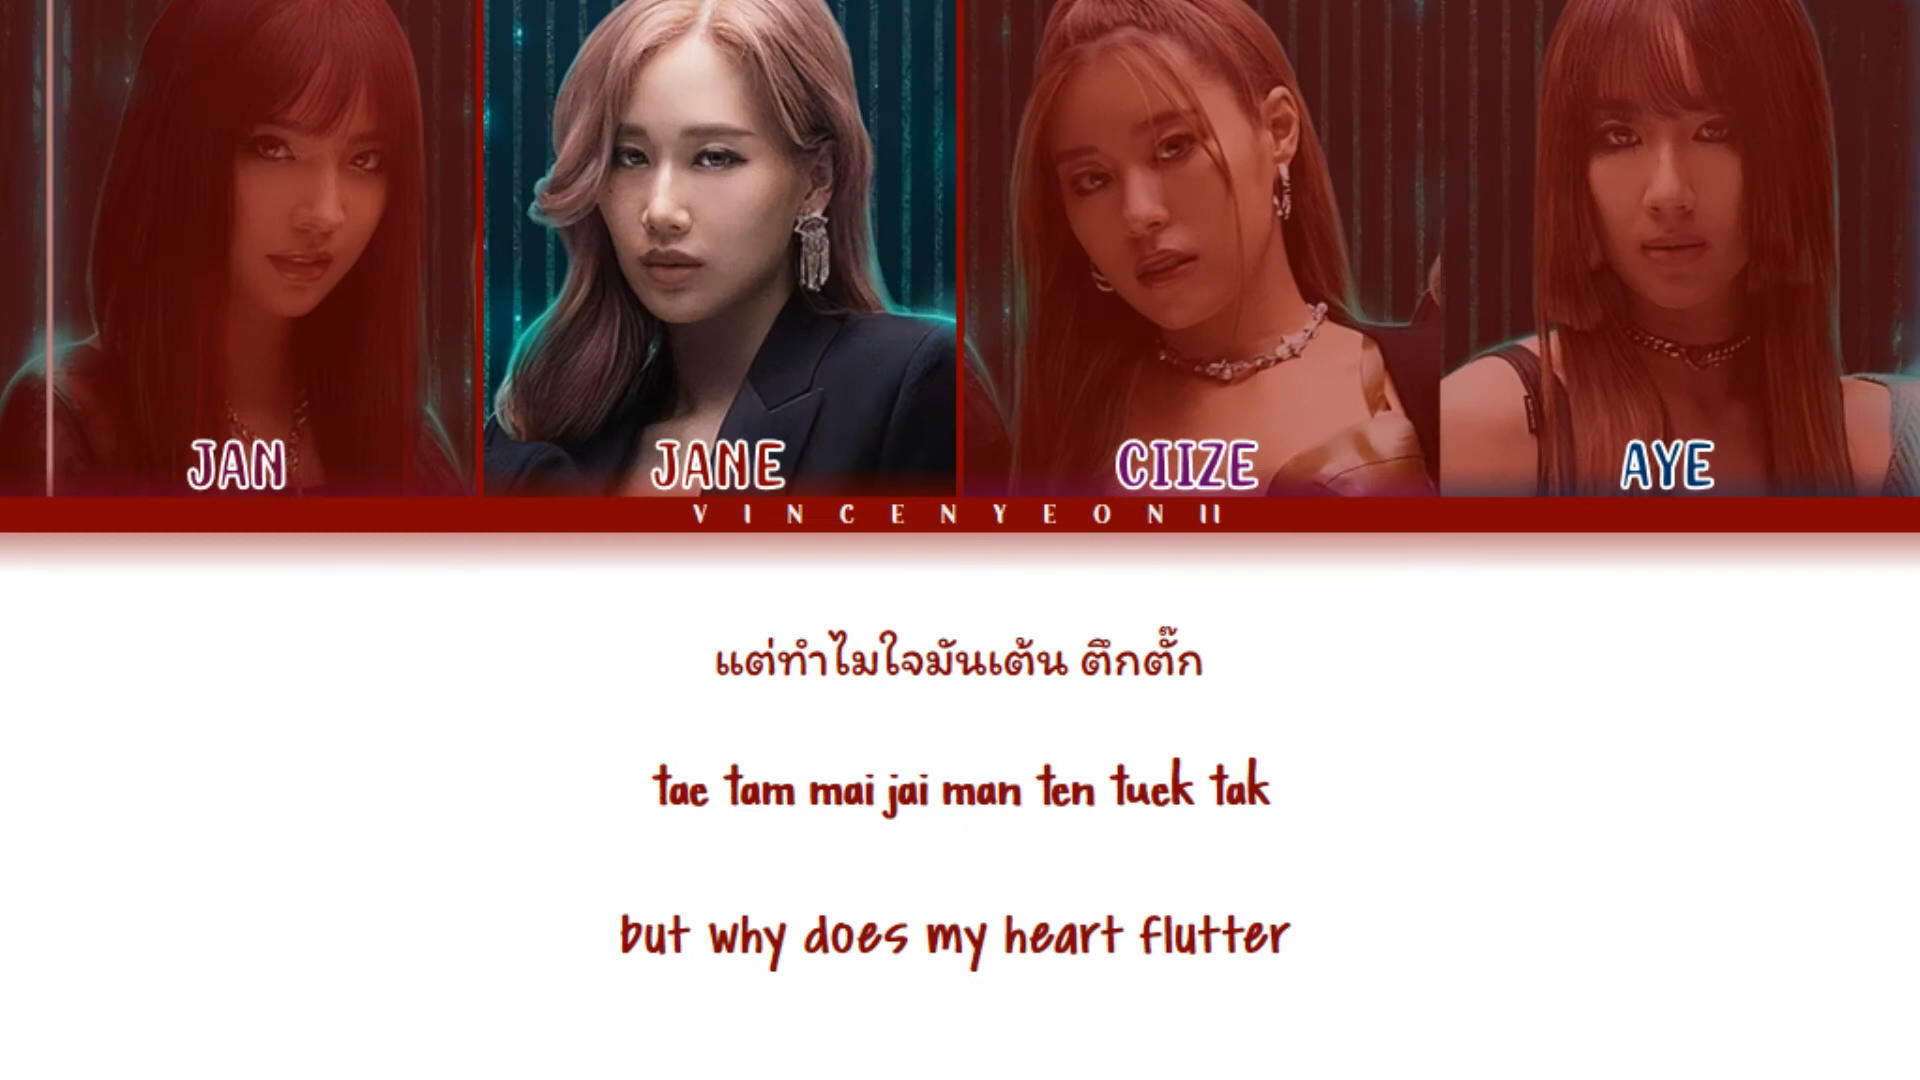 JAN
JANE
CIIZE
AYE
VINCENYEONII
แต่ทำไมใจมันเต้น ตึกตั๊ก
tae tam mai jai man ten tuek tak
but why does my heart flutter